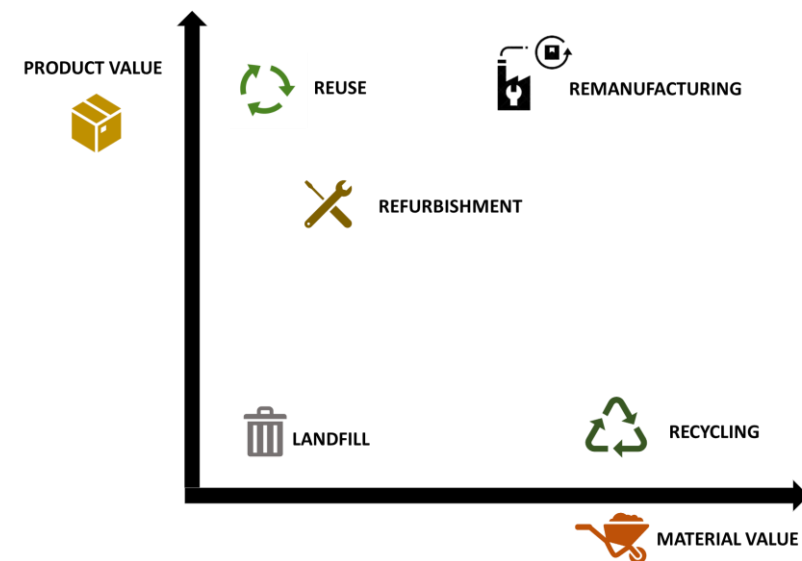 PRODUCT VALUE
REUSE
REMANUFACTURING
REFURBISHMENT
LANDFILL
RECYCLING
MATERIAL VALUE